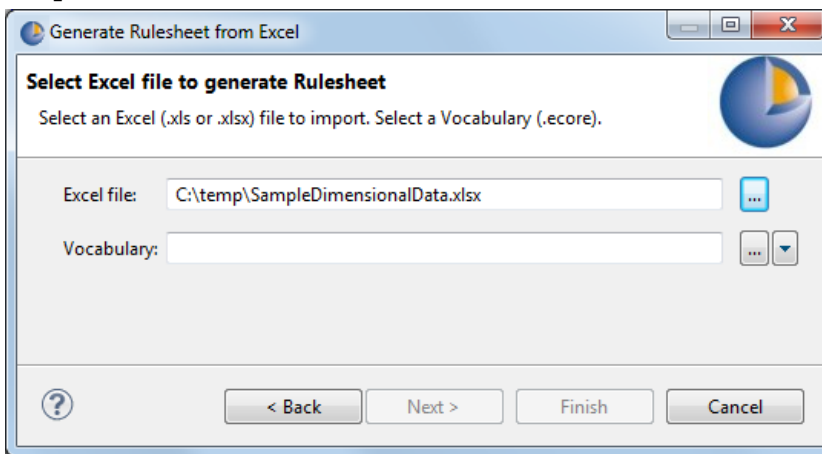 Generate Rulesheet from Excel
Select Excel file to generate Rulesheet
Select an Excel (.xls or .xlsx) file to import. Select a Vocabulary (.ecore).
Excel file: C:\temp\SampleDimensionalData.xlsx ...
Vocabulary: ...
? < Back Next > Finish Cancel